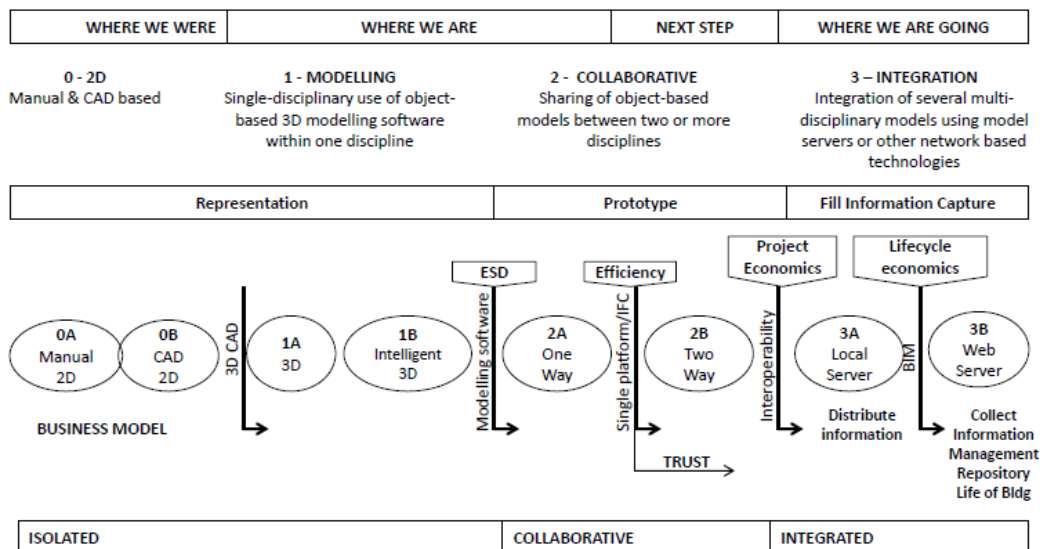 WHERE WE WERE
WHERE WE ARE
NEXT STEP
WHERE WE ARE GOING
0 - 2D
Manual & CAD based
1 - MODELLING
Single-disciplinary use of object-
based 3D modelling software
within one discipline
2 - COLLABORATIVE
Sharing of object-based
models between two or more
disciplines
3 – INTEGRATION
Integration of several multi-
disciplinary models using model
servers or other network based
technologies
Representation
Prototype
Fill Information Capture
ESD
Efficiency
Project
Economics
Lifecycle
economics
0A
Manual
2D
0B
CAD
2D
3D CAD
1A
3D
1B
Intelligent
3D
Modelling software
2A
One
Way
Single platform/IFC
2B
Two
Way
Interoperability
3A
Local
Server
BIM
3B
Web
Server
BUSINESS MODEL
TRUST
Distribute
information
Collect
Information
Management
Repository
Life of Bldg
ISOLATED
COLLABORATIVE
INTEGRATED